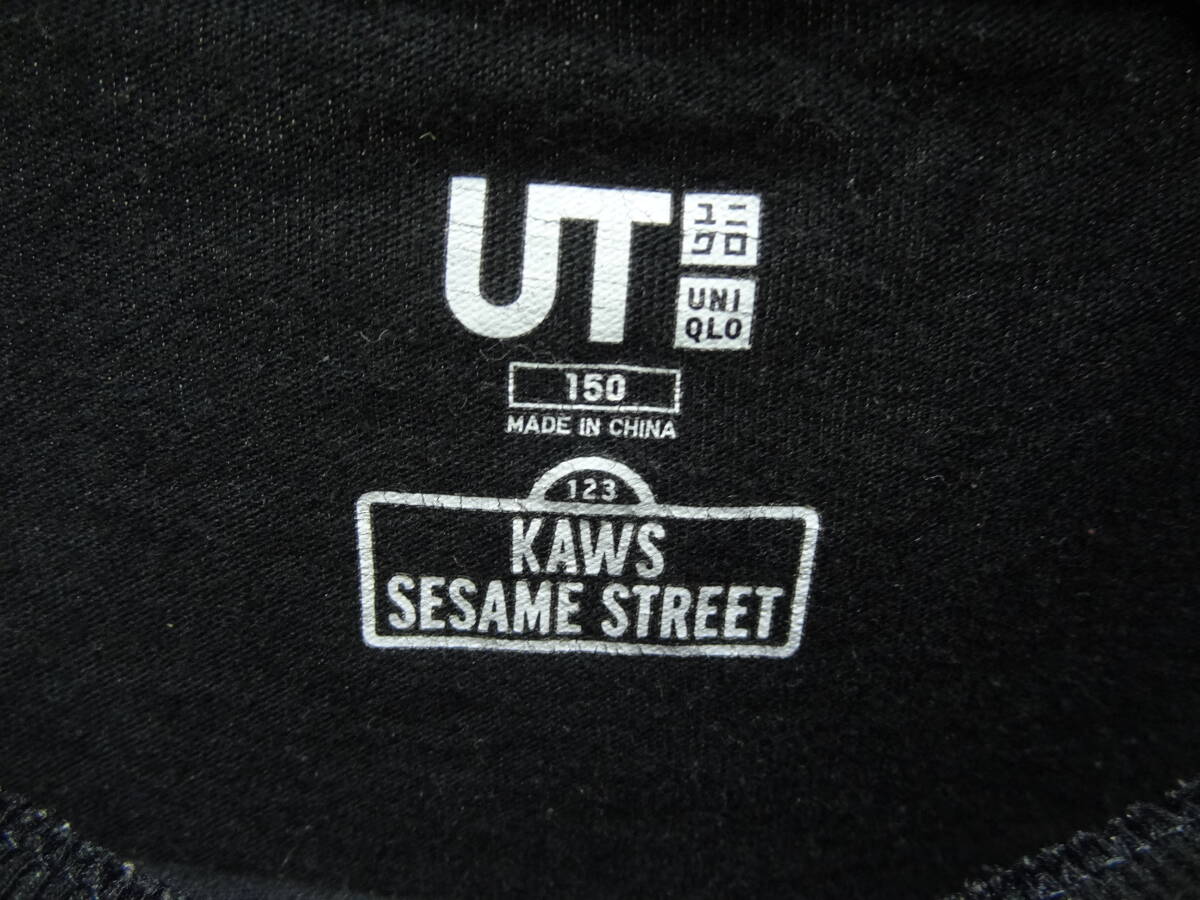 UT
ユニ
クロ
UNI
QLO
150
MADE IN CHINA
123
KAWS
SESAME STREET